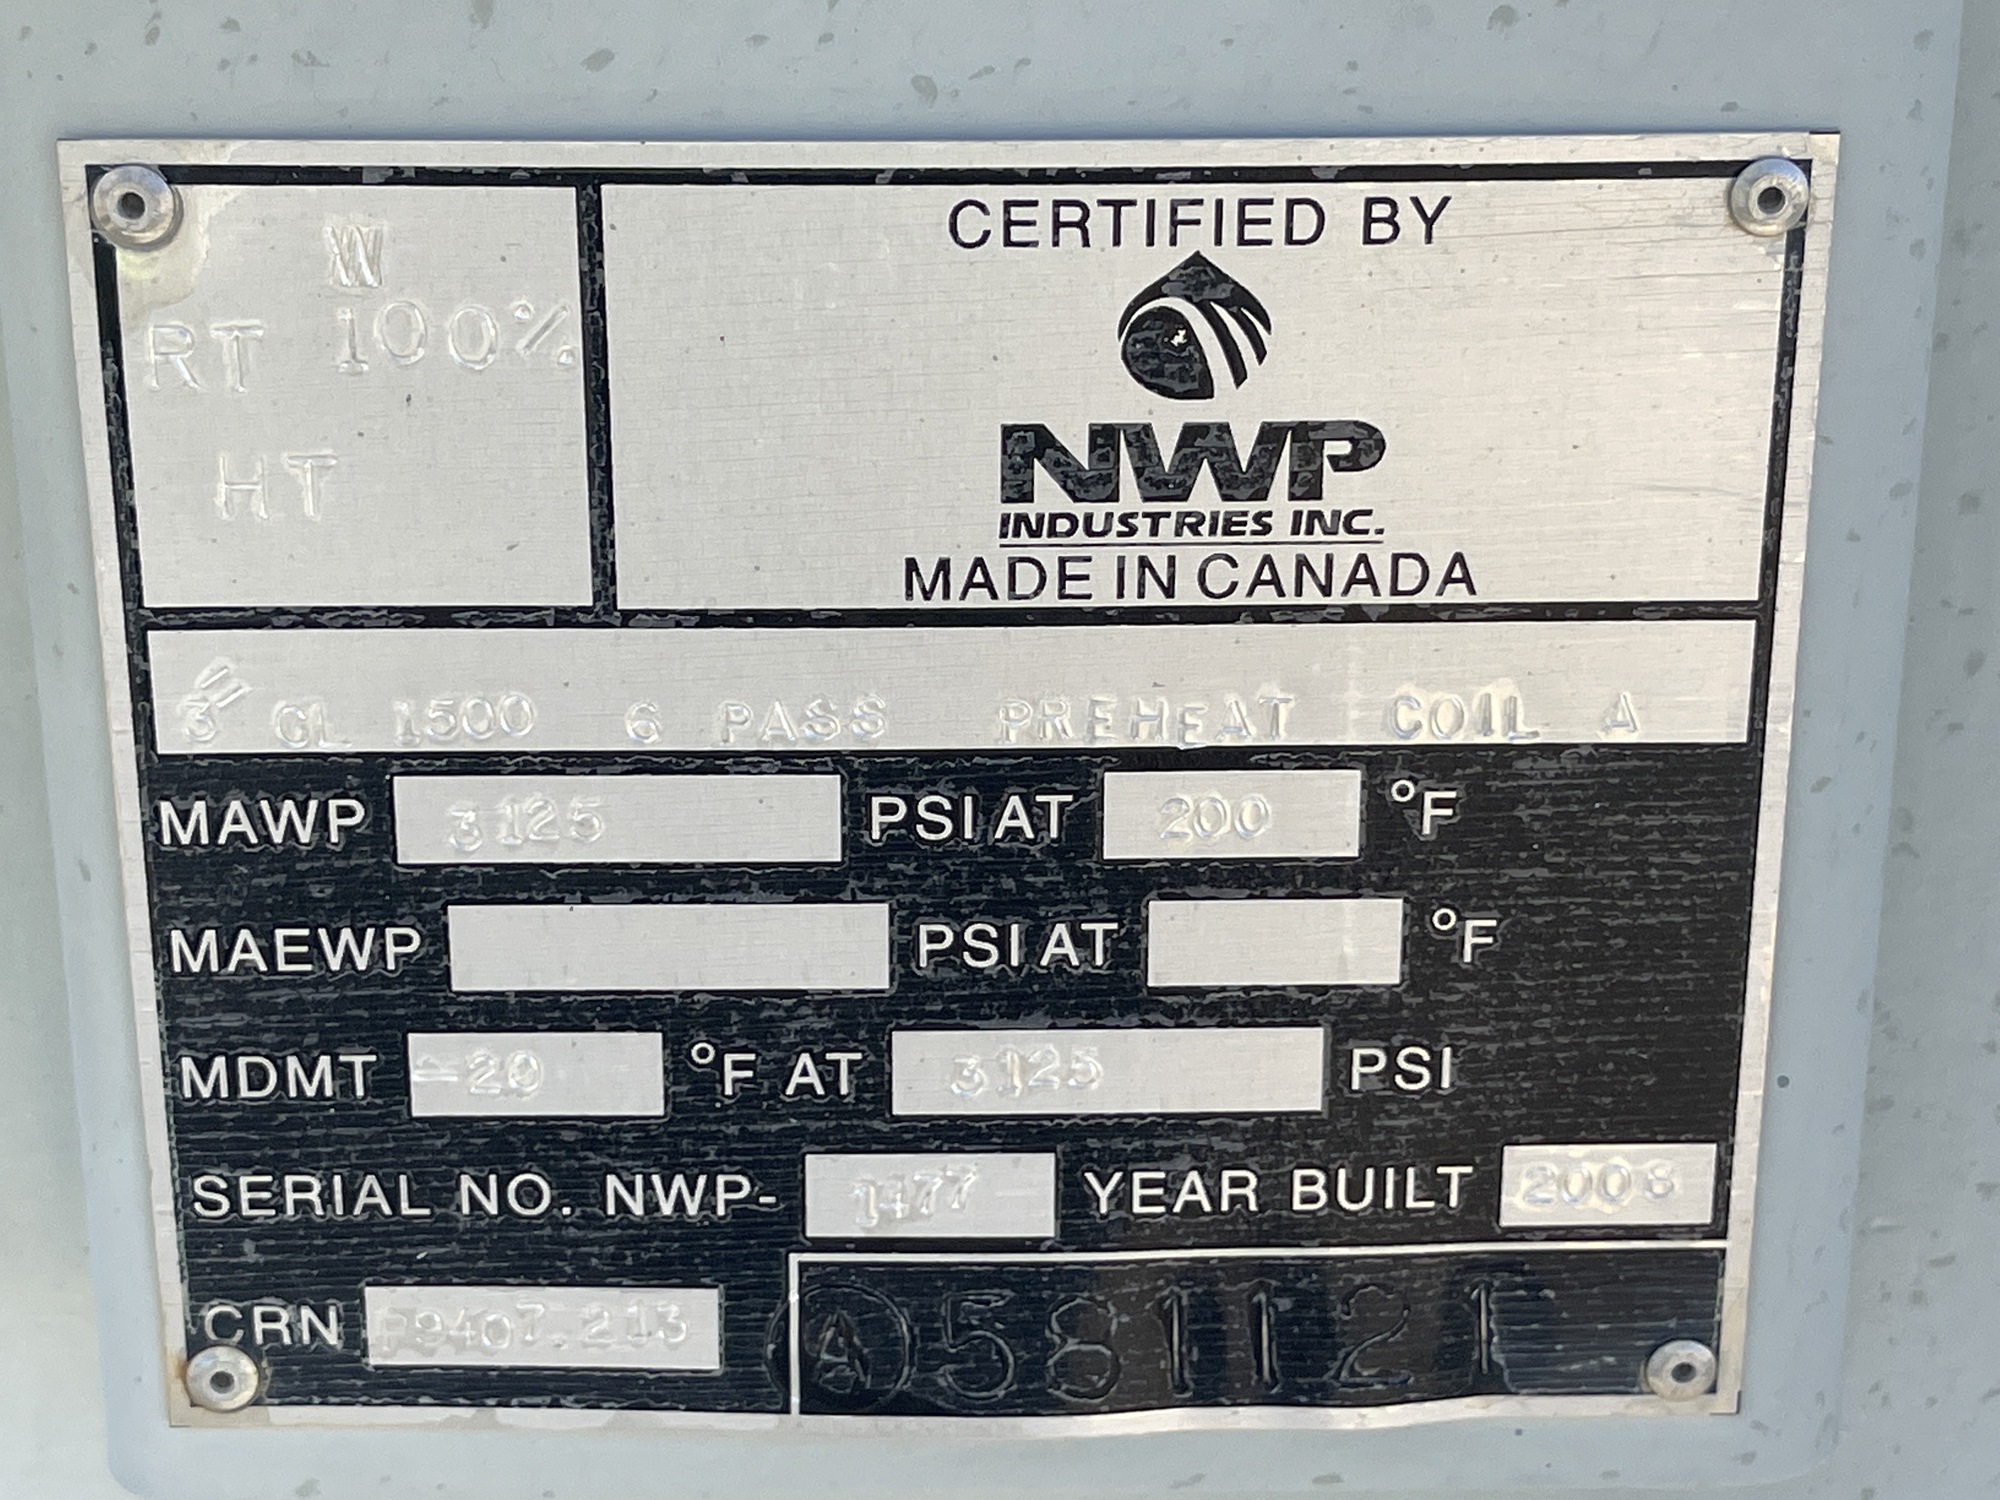 W
RT 100%
HT
CERTIFIED BY
NWP
INDUSTRIES INC.
MADE IN CANADA
3" CL 1500 6 PASS PREHEAT COIL A
MAWP 3125 PSI AT 200 °F
MAEWP PSI AT °F
MDMT -20 °F AT 3125 PSI
SERIAL NO. NWP- 1477 YEAR BUILT 2008
CRN P9407.213
A 581121